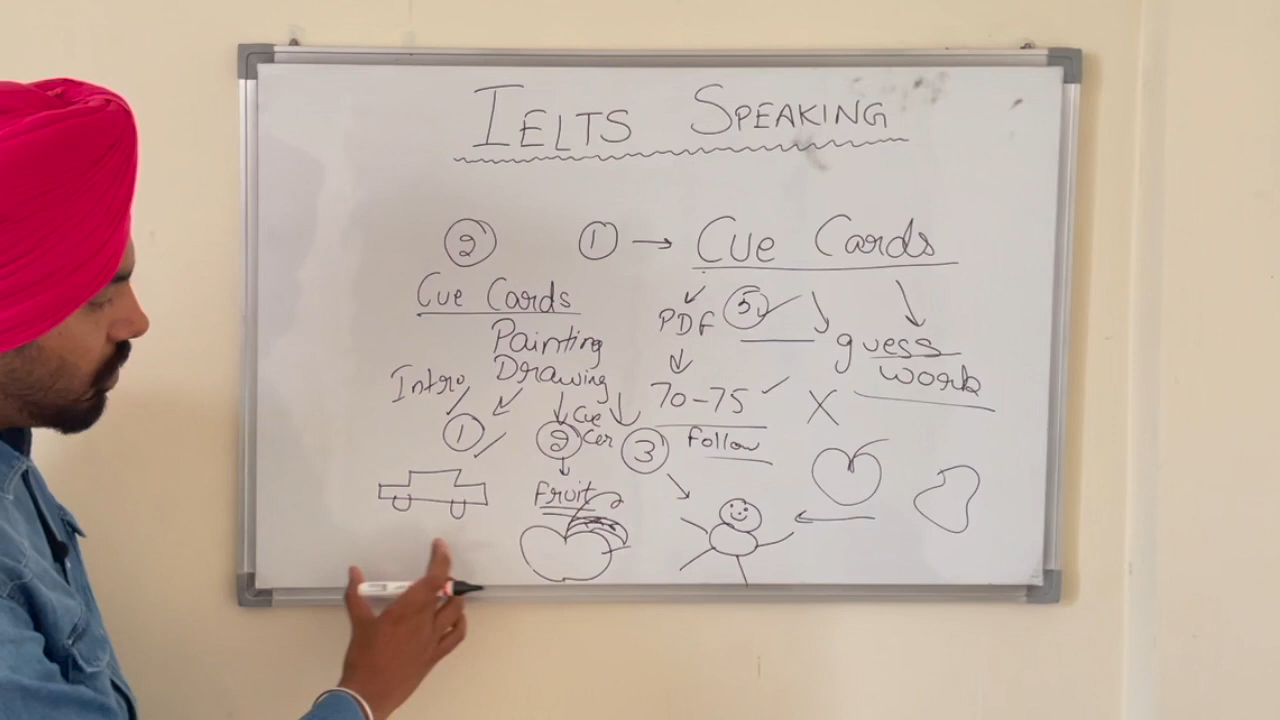 IELTS SPEAKING
② ① → Cue Cards
Cue Cards
PDF ⑤ guess
work
Painting
Intro Drawing
70-75
① ② Cue ③ Follow
Fruit